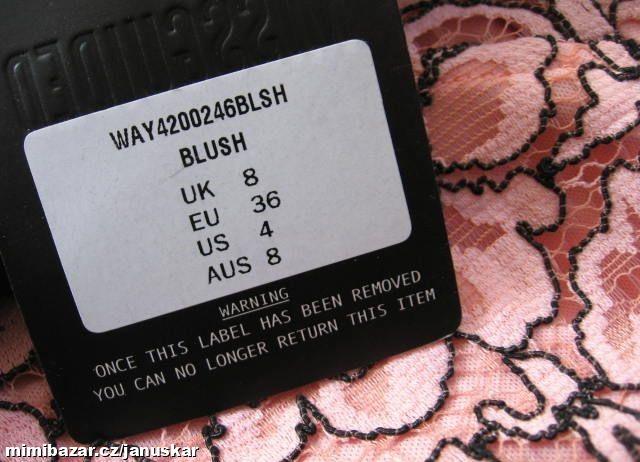 WAY4200246BLSH
BLUSH
UK 8
EU 36
US 4
AUS 8
WARNING
ONCE THIS LABEL HAS BEEN REMOVED
YOU CAN NO LONGER RETURN THIS ITEM
mimibazar.cz/januskar